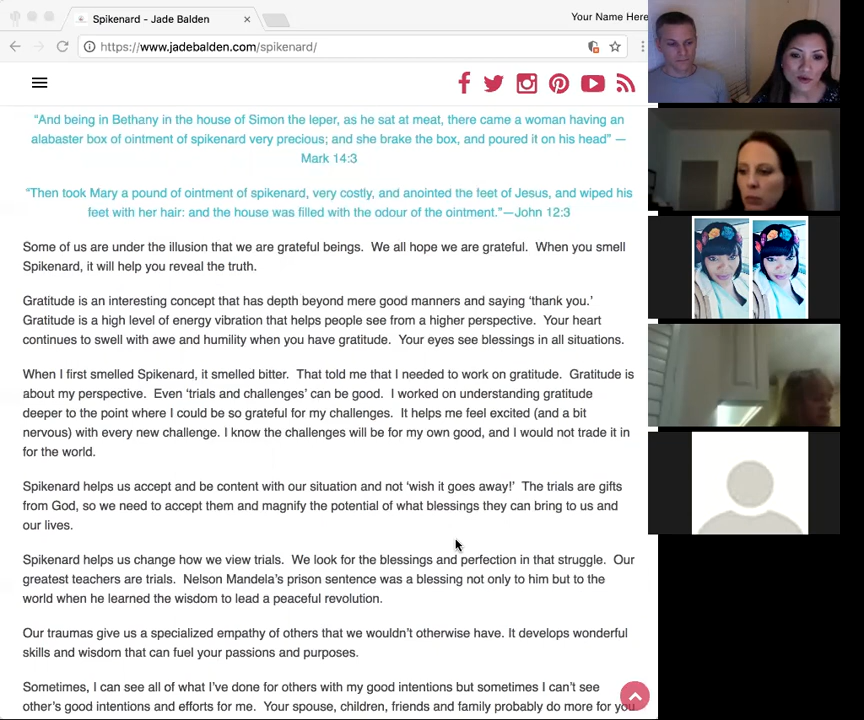 Spikenard - Jade Balden
Your Name Here
https://www.jadebalden.com/spikenard/
“And being in Bethany in the house of Simon the leper, as he sat at meat, there came a woman having an
alabaster box of ointment of spikenard very precious; and she brake the box, and poured it on his head” —
Mark 14:3
“Then took Mary a pound of ointment of spikenard, very costly, and anointed the feet of Jesus, and wiped his
feet with her hair: and the house was filled with the odour of the ointment.”—John 12:3
Some of us are under the illusion that we are grateful beings.  We all hope we are grateful.  When you smell
Spikenard, it will help you reveal the truth.
Gratitude is an interesting concept that has depth beyond mere good manners and saying ‘thank you.’
Gratitude is a high level of energy vibration that helps people see from a higher perspective.  Your heart
continues to swell with awe and humility when you have gratitude.  Your eyes see blessings in all situations.
When I first smelled Spikenard, it smelled bitter.  That told me that I needed to work on gratitude.  Gratitude is
about my perspective.  Even ‘trials and challenges’ can be good.  I worked on understanding gratitude
deeper to the point where I could be so grateful for my challenges.  It helps me feel excited (and a bit
nervous) with every new challenge. I know the challenges will be for my own good, and I would not trade it in
for the world.
Spikenard helps us accept and be content with our situation and not ‘wish it goes away!’  The trials are gifts
from God, so we need to accept them and magnify the potential of what blessings they can bring to us and
our lives.
Spikenard helps us change how we view trials.  We look for the blessings and perfection in that struggle.  Our
greatest teachers are trials.  Nelson Mandela’s prison sentence was a blessing not only to him but to the
world when he learned the wisdom to lead a peaceful revolution.
Our traumas give us a specialized empathy of others that we wouldn’t otherwise have. It develops wonderful
skills and wisdom that can fuel your passions and purposes.
Sometimes, I can see all of what I’ve done for others with my good intentions but sometimes I can’t see
other’s good intentions and efforts for me.  Your spouse, children, friends and family probably do more for you